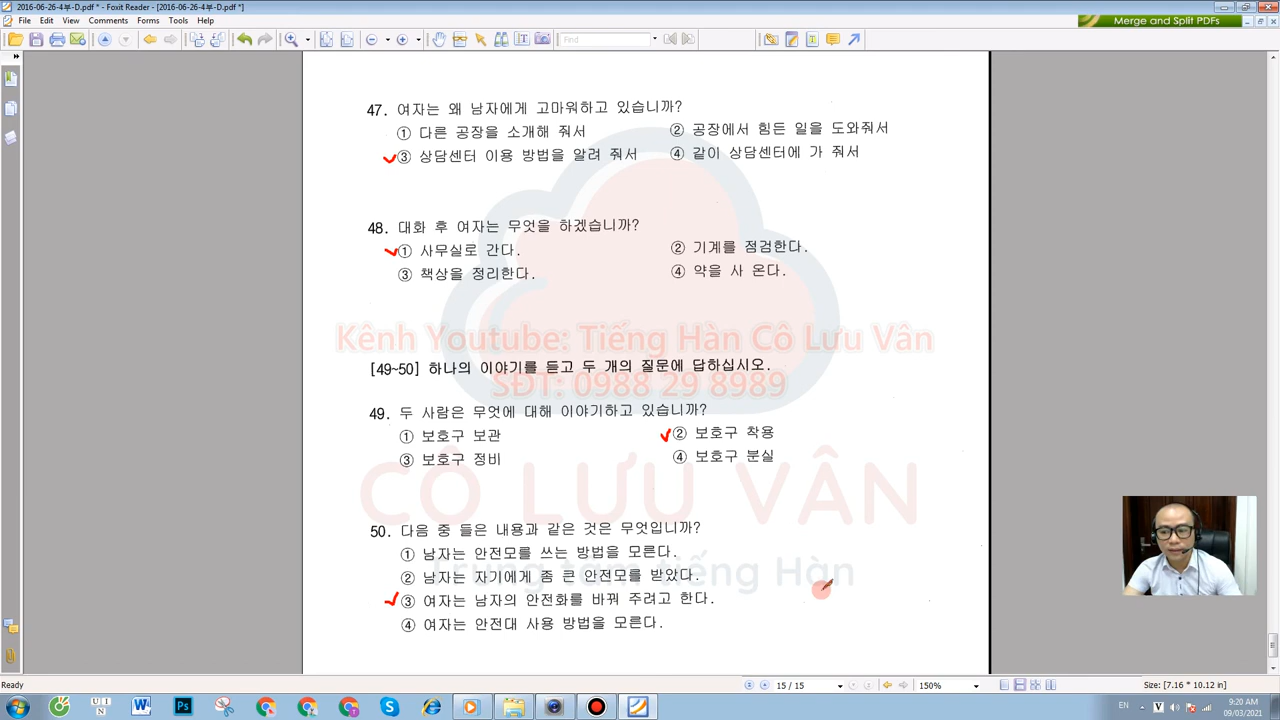 2016-06-26-4부-D.pdf * - Foxit Reader - [2016-06-26-4부-D.pdf *]
File Edit View Comments Forms Tools Help
Merge and Split PDFs
Find
47. 여자는 왜 남자에게 고마워하고 있습니까?
① 다른 공장을 소개해 줘서 ② 공장에서 힘든 일을 도와줘서
③ 상담센터 이용 방법을 알려 줘서 ④ 같이 상담센터에 가 줘서
48. 대화 후 여자는 무엇을 하겠습니까?
① 사무실로 간다. ② 기계를 점검한다.
③ 책상을 정리한다. ④ 약을 사 온다.
Kênh Youtube: Tiếng Hàn Cô Lưu Vân
[49~50] 하나의 이야기를 듣고 두 개의 질문에 답하십시오.
SĐT: 0988 29 8989
49. 두 사람은 무엇에 대해 이야기하고 있습니까?
① 보호구 보관 ② 보호구 착용
③ 보호구 정비 ④ 보호구 분실
CÔ LƯU VÂN
50. 다음 중 들은 내용과 같은 것은 무엇입니까?
① 남자는 안전모를 쓰는 방법을 모른다.
Trung tâm tiếng Hàn
② 남자는 자기에게 좀 큰 안전모를 받았다.
③ 여자는 남자의 안전화를 바꿔 주려고 한다.
④ 여자는 안전대 사용 방법을 모른다.
Ready 15 / 15 150% Size: [7.16 * 10.12 in]
EN 9:20 AM
09/03/2021